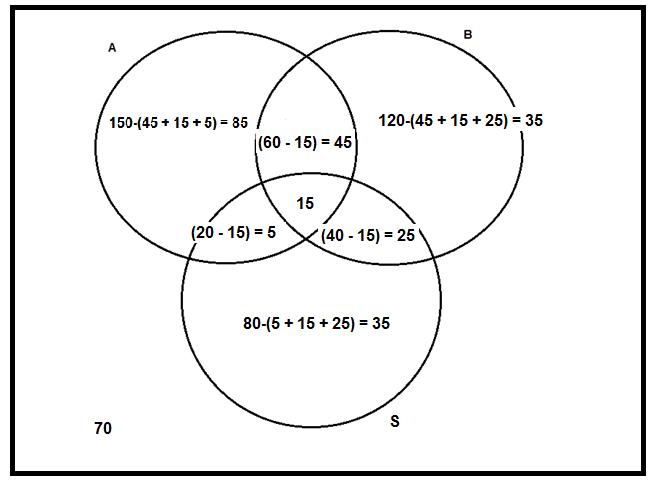 A
B
150-(45 + 15 + 5) = 85
120-(45 + 15 + 25) = 35
(60 - 15) = 45
15
(20 - 15) = 5
(40 - 15) = 25
80-(5 + 15 + 25) = 35
S
70